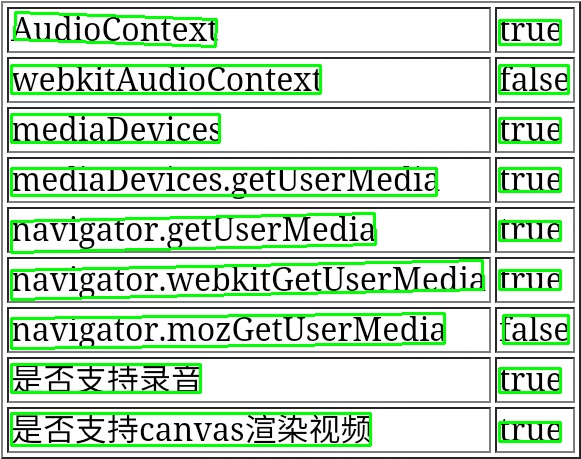 AudioContext true
webkitAudioContext false
mediaDevices true
mediaDevices.getUserMedia true
navigator.getUserMedia true
navigator.webkitGetUserMedia true
navigator.mozGetUserMedia false
是否支持录音 true
是否支持canvas渲染视频 true